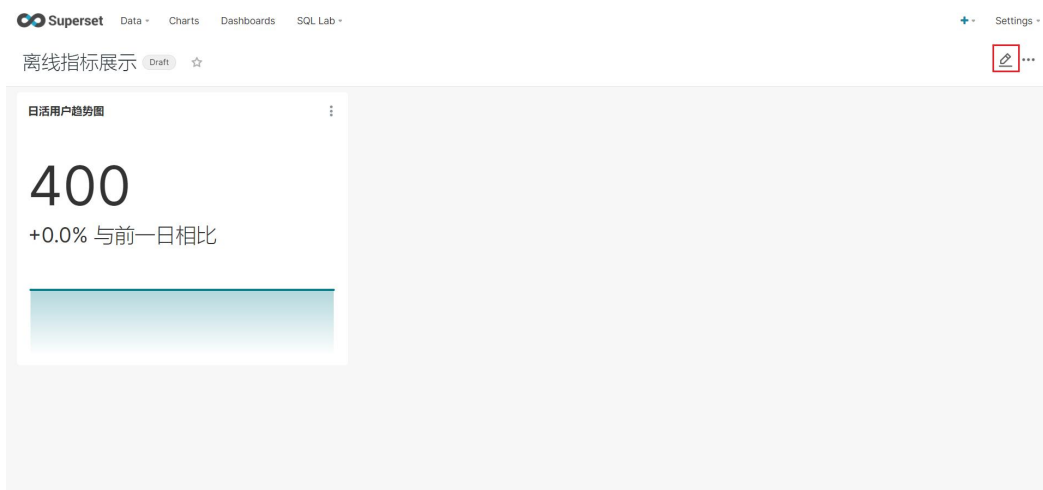 Superset Data Charts Dashboards SQL Lab + Settings
离线指标展示 Draft
日活用户趋势图
400
+0.0% 与前一日相比